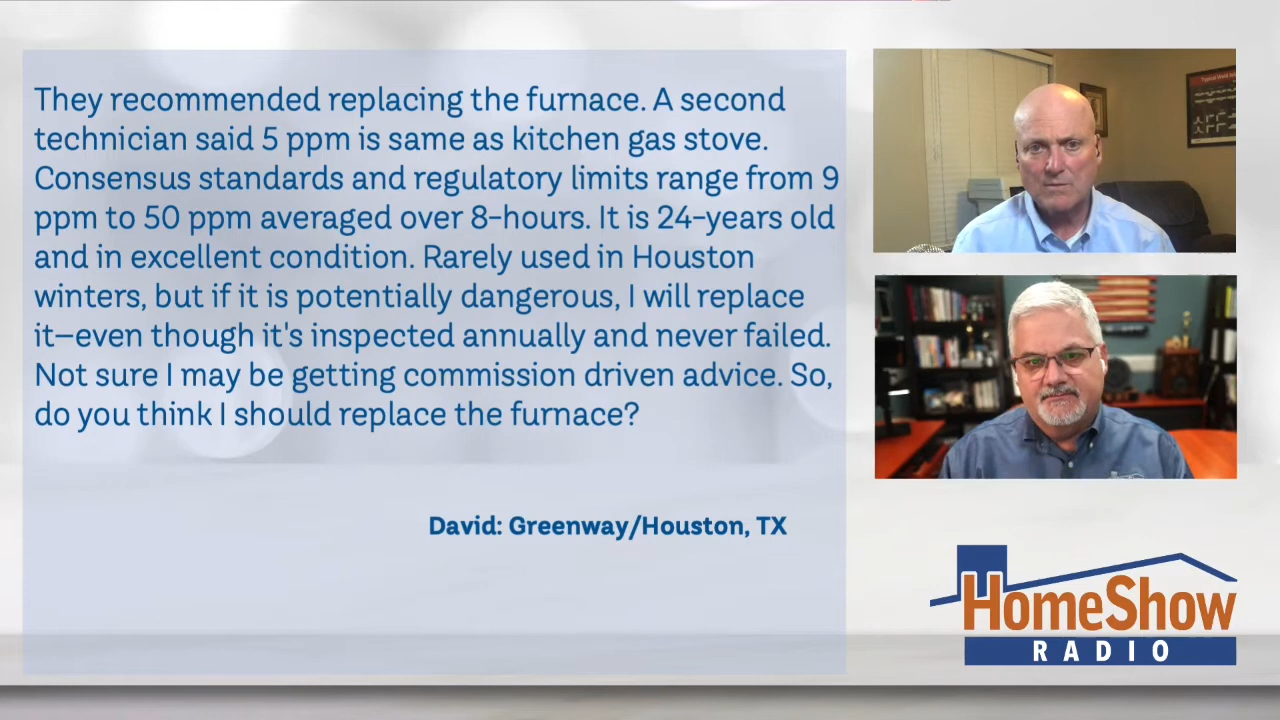 They recommended replacing the furnace. A second
technician said 5 ppm is same as kitchen gas stove.
Consensus standards and regulatory limits range from 9
ppm to 50 ppm averaged over 8-hours. It is 24-years old
and in excellent condition. Rarely used in Houston
winters, but if it is potentially dangerous, I will replace
it—even though it's inspected annually and never failed.
Not sure I may be getting commission driven advice. So,
do you think I should replace the furnace?
David: Greenway/Houston, TX
HomeShow
RADIO